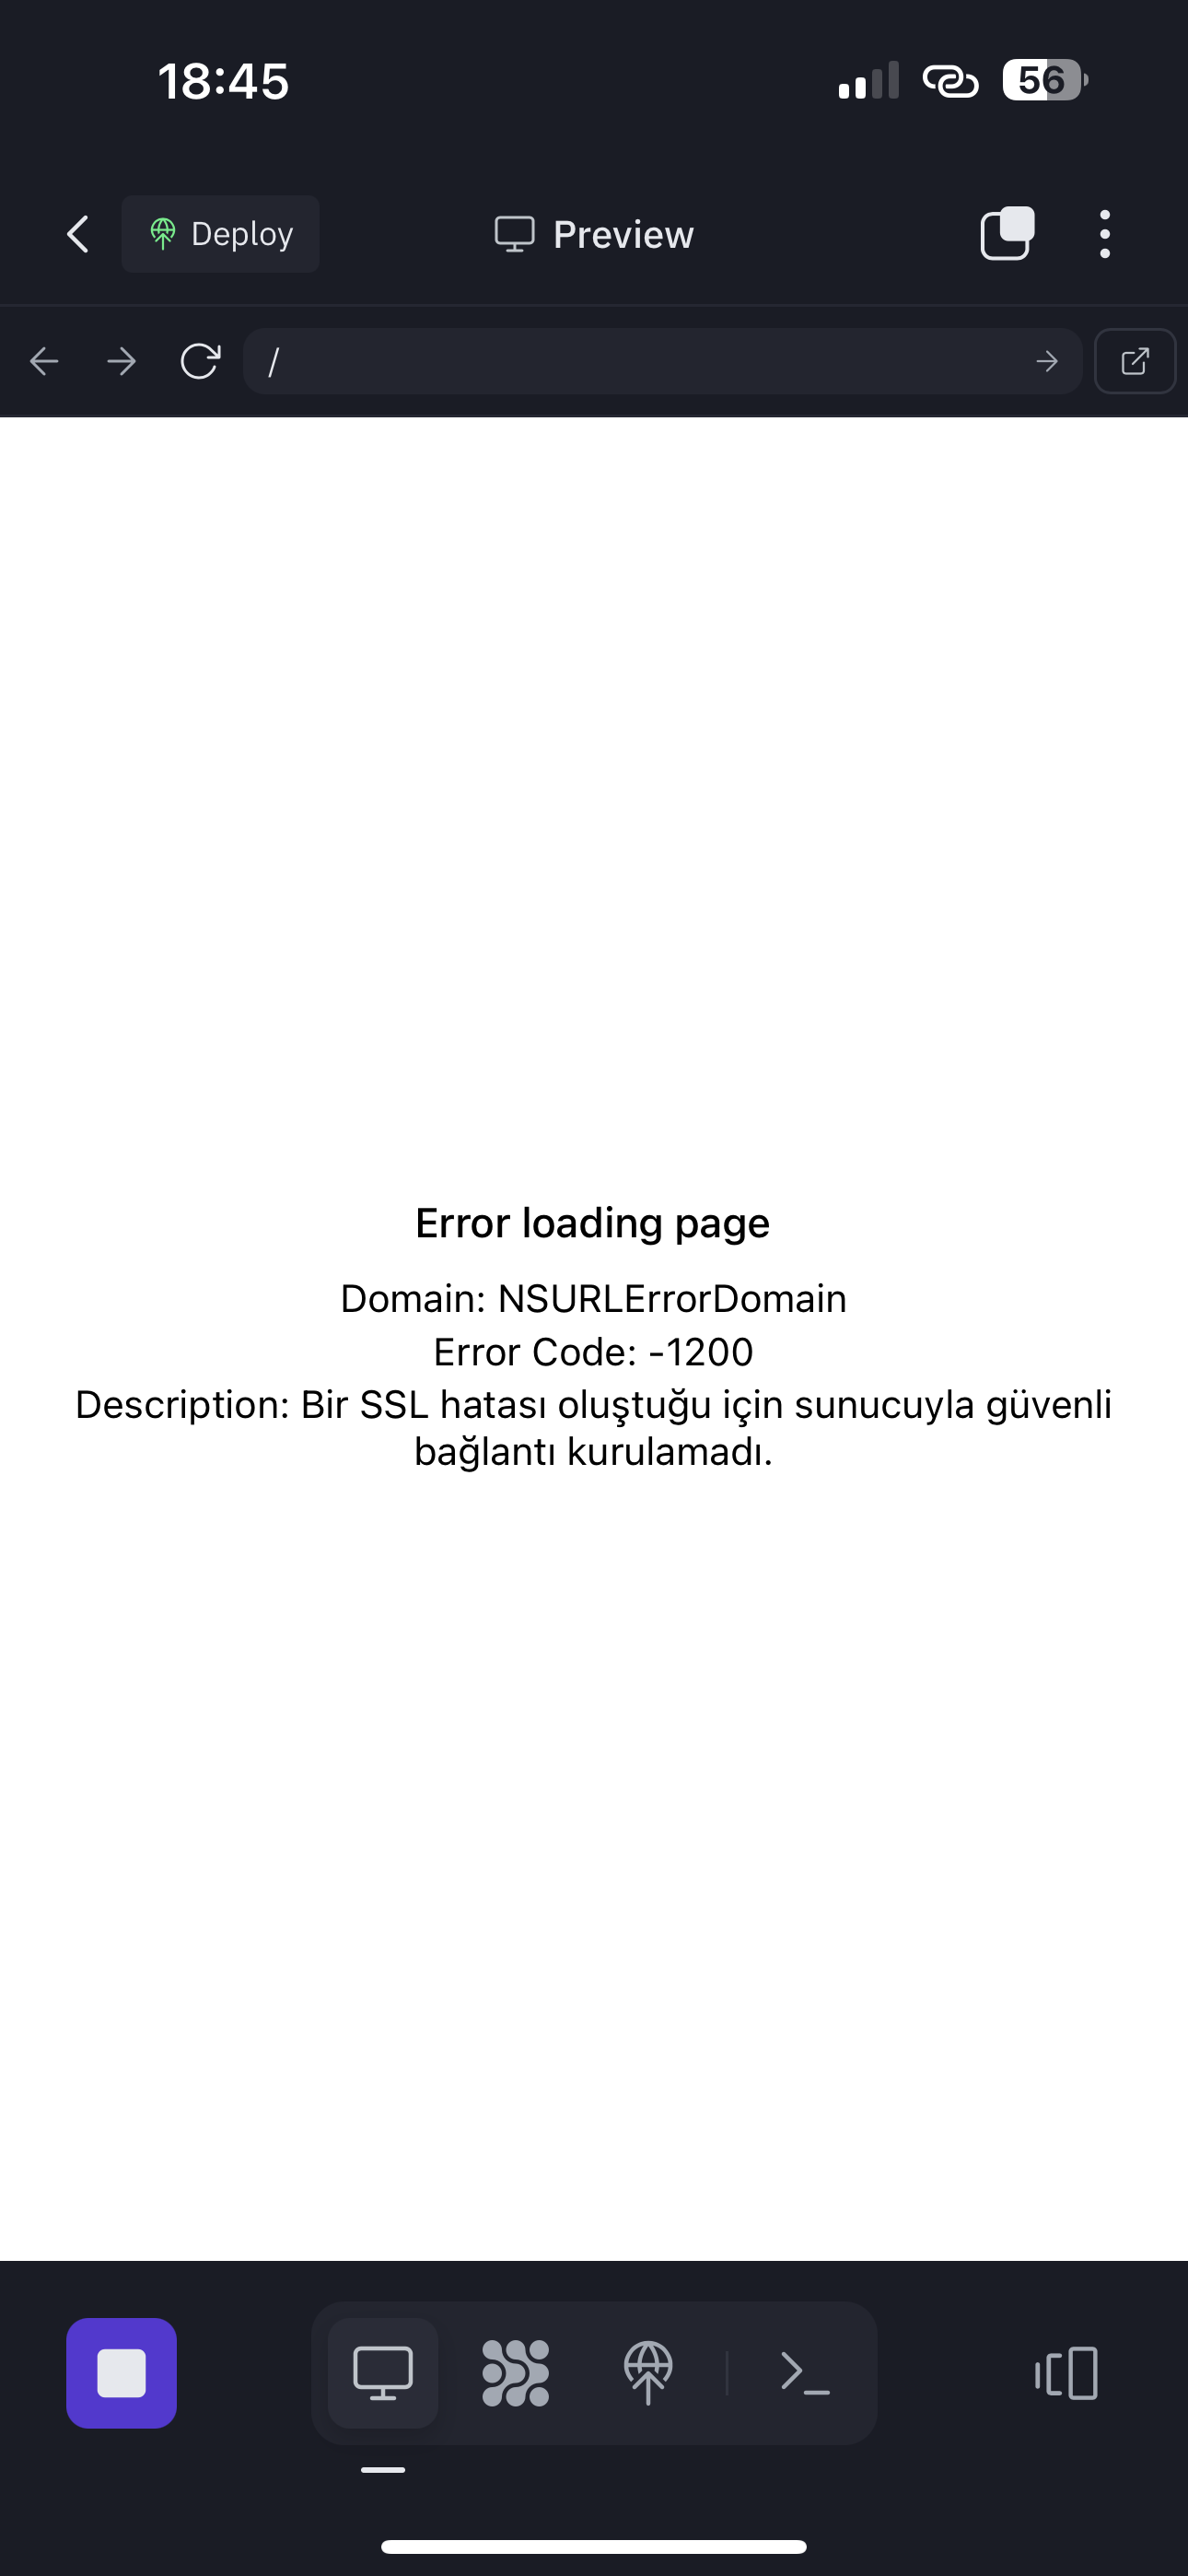 18:45
56
Deploy
Preview
/
Error loading page
Domain: NSURLErrorDomain
Error Code: -1200
Description: Bir SSL hatası oluştuğu için sunucuyla güvenli
bağlantı kurulamadı.